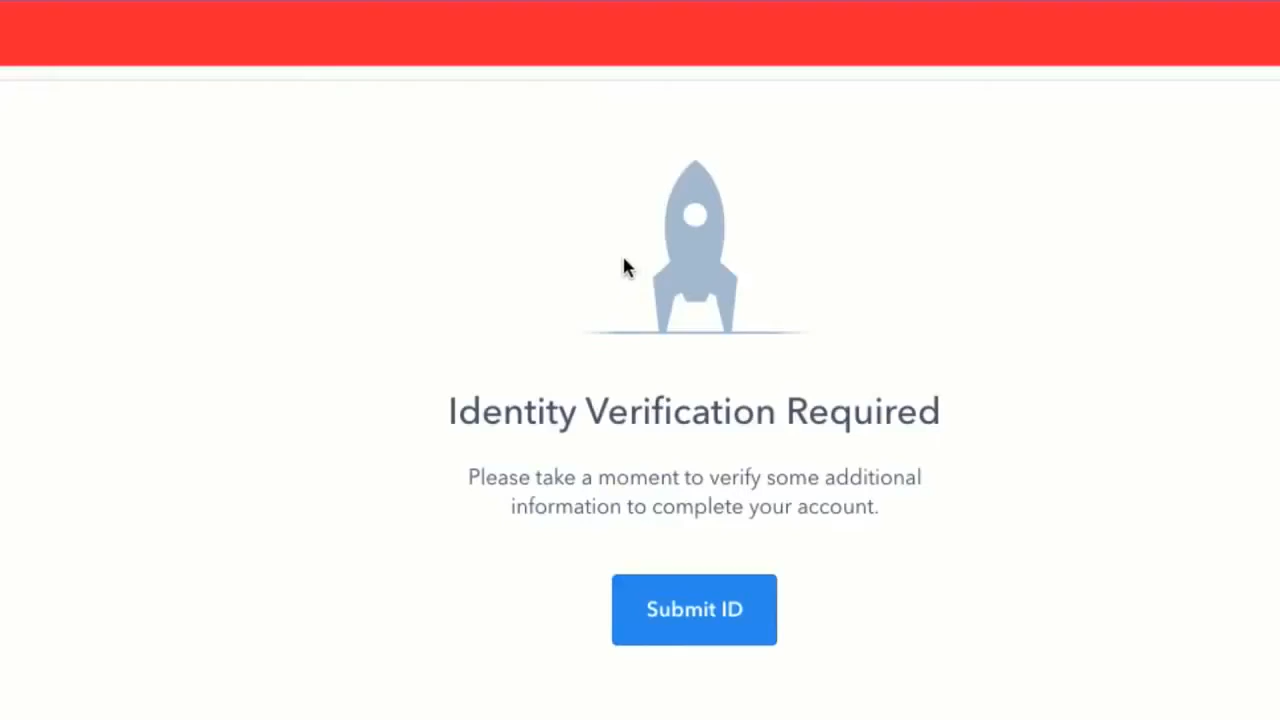 Identity Verification Required
Please take a moment to verify some additional
information to complete your account.
Submit ID